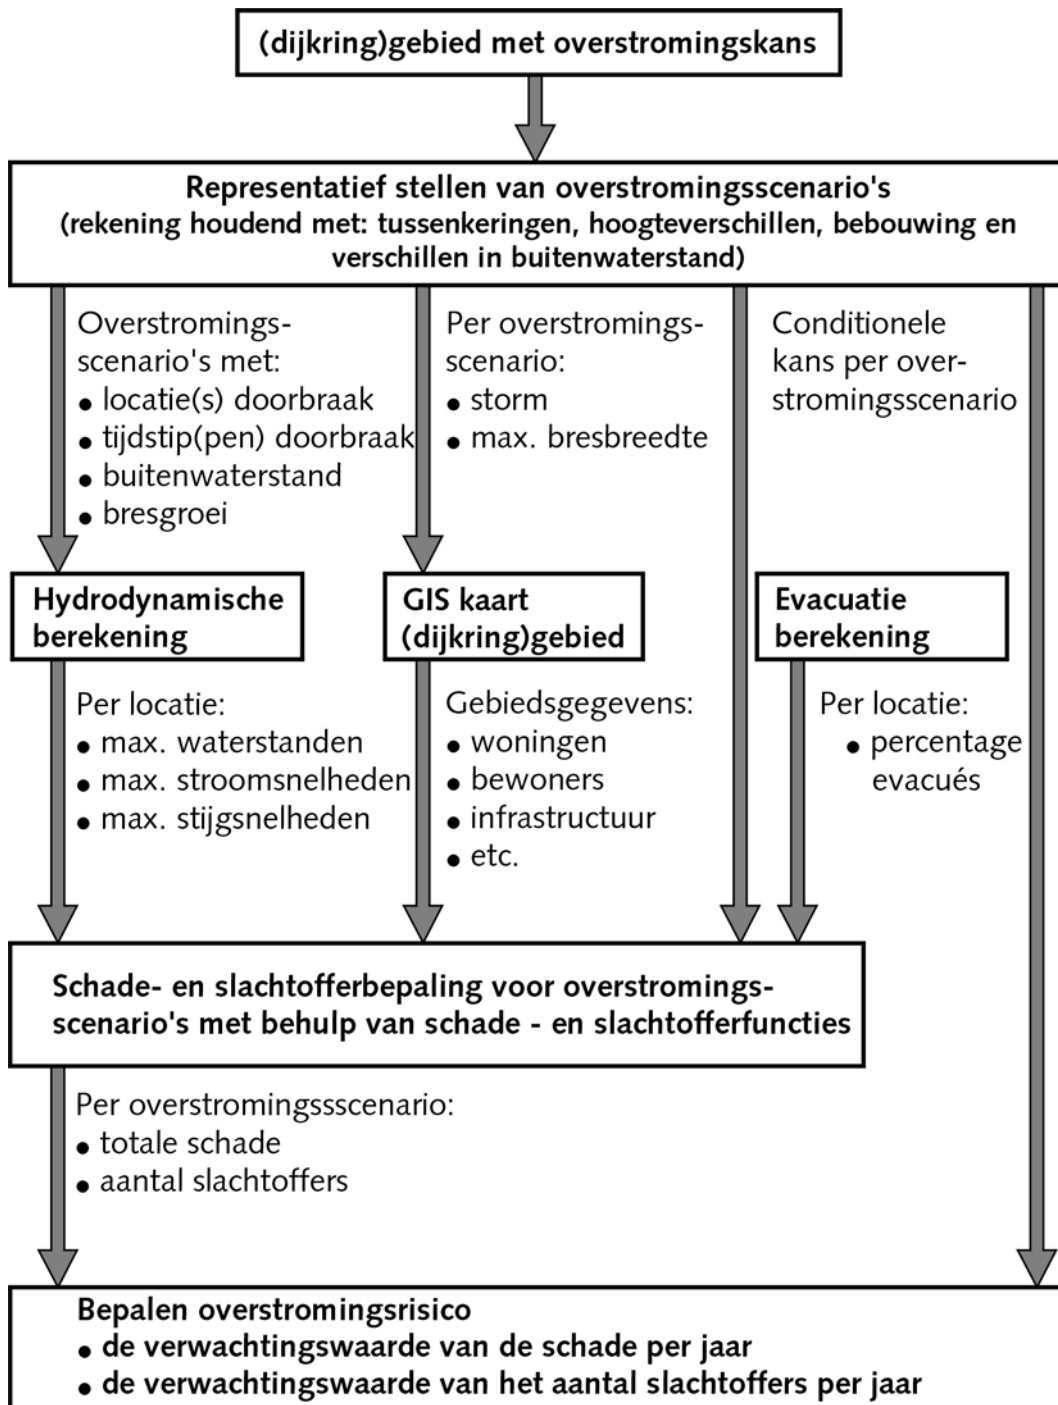 (dijkring)gebied met overstromingskans
Representatief stellen van overstromingsscenario's
(rekening houdend met: tussenkeringen, hoogteverschillen, bebouwing en
verschillen in buitenwaterstand)
Overstromings-
scenario's met:
● locatie(s) doorbraak
● tijdstip(pen) doorbraak
● buitenwaterstand
● bresgroei
Per overstromings-
scenario:
● storm
● max. bresbreedte
Conditionele
kans per over-
stromingsscenario
Hydrodynamische
berekening
GIS kaart
(dijkring)gebied
Evacuatie
berekening
Per locatie:
● max. waterstanden
● max. stroomsnelheden
● max. stijgsnelheden
Gebiedsgegevens:
● woningen
● bewoners
● infrastructuur
● etc.
Per locatie:
● percentage
evacués
Schade- en slachtofferbepaling voor overstromings-
scenario's met behulp van schade - en slachtofferfuncties
Per overstromingssscenario:
● totale schade
● aantal slachtoffers
Bepalen overstromingsrisico
● de verwachtingswaarde van de schade per jaar
● de verwachtingswaarde van het aantal slachtoffers per jaar